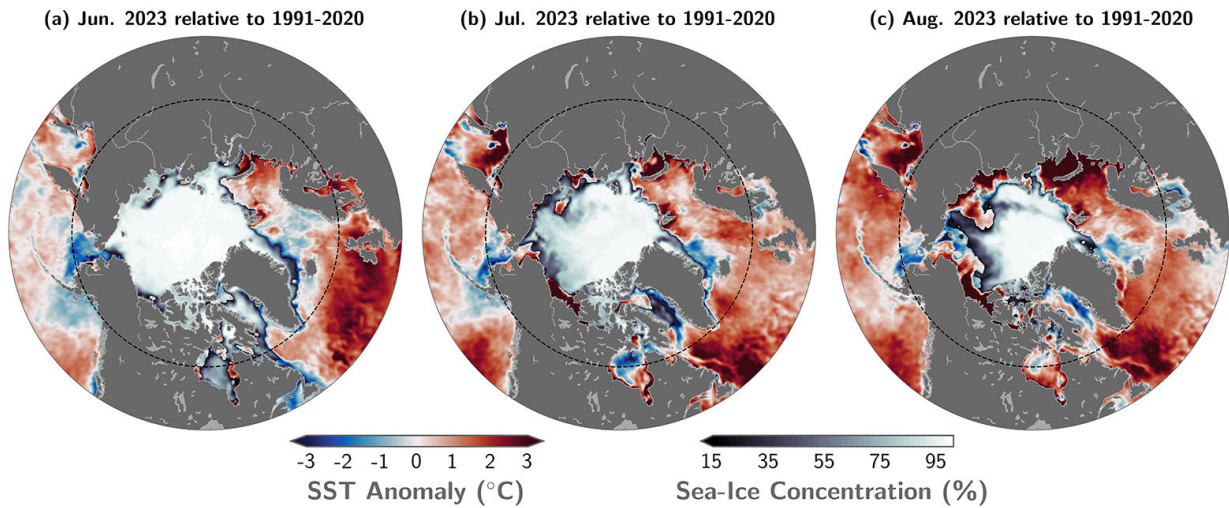 (a) Jun. 2023 relative to 1991-2020
(b) Jul. 2023 relative to 1991-2020
(c) Aug. 2023 relative to 1991-2020
-3 -2 -1 0 1 2 3
SST Anomaly (°C)
15 35 55 75 95
Sea-Ice Concentration (%)